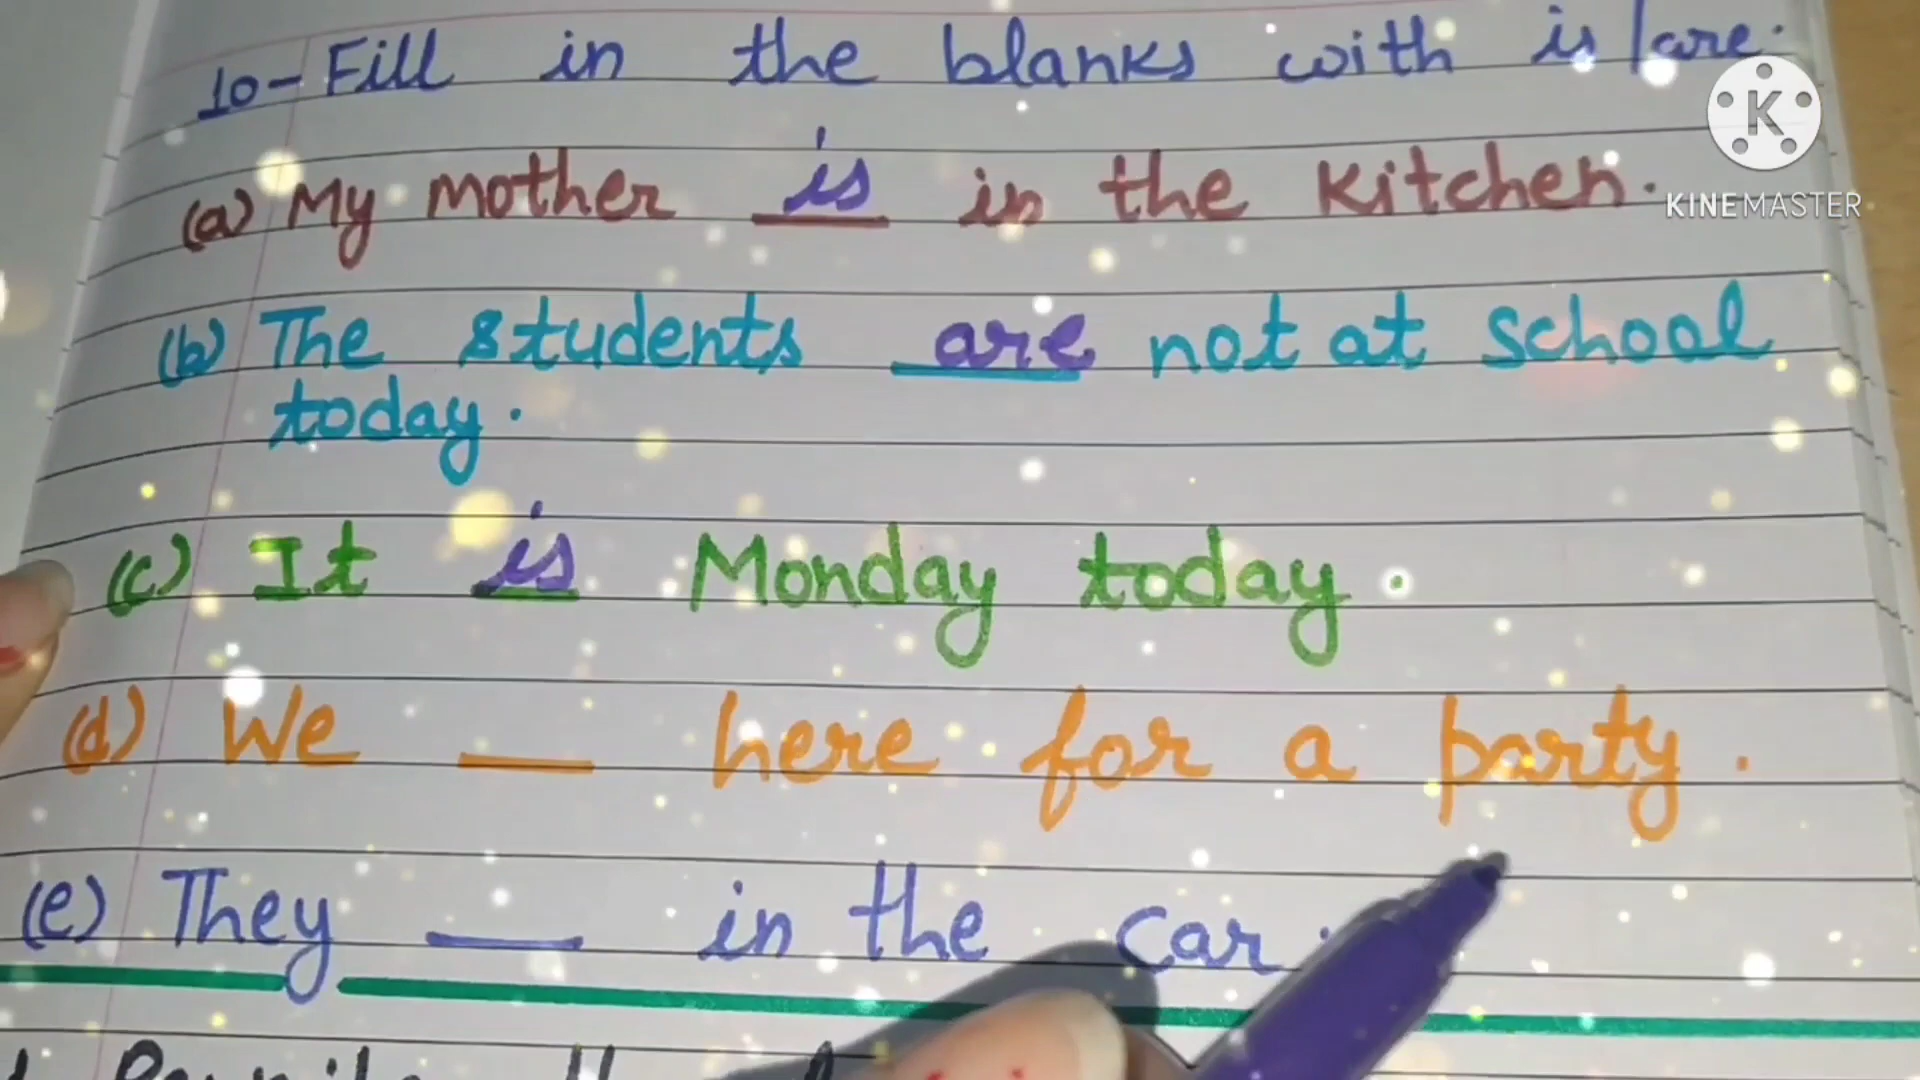 10- Fill in the blanks with is/are.
K
KINEMASTER
(a) My mother is in the kitchen.
(b) The students are not at school
today.
(c) It is Monday today.
(d) We ___ here for a party.
(e) They ___ in the car.